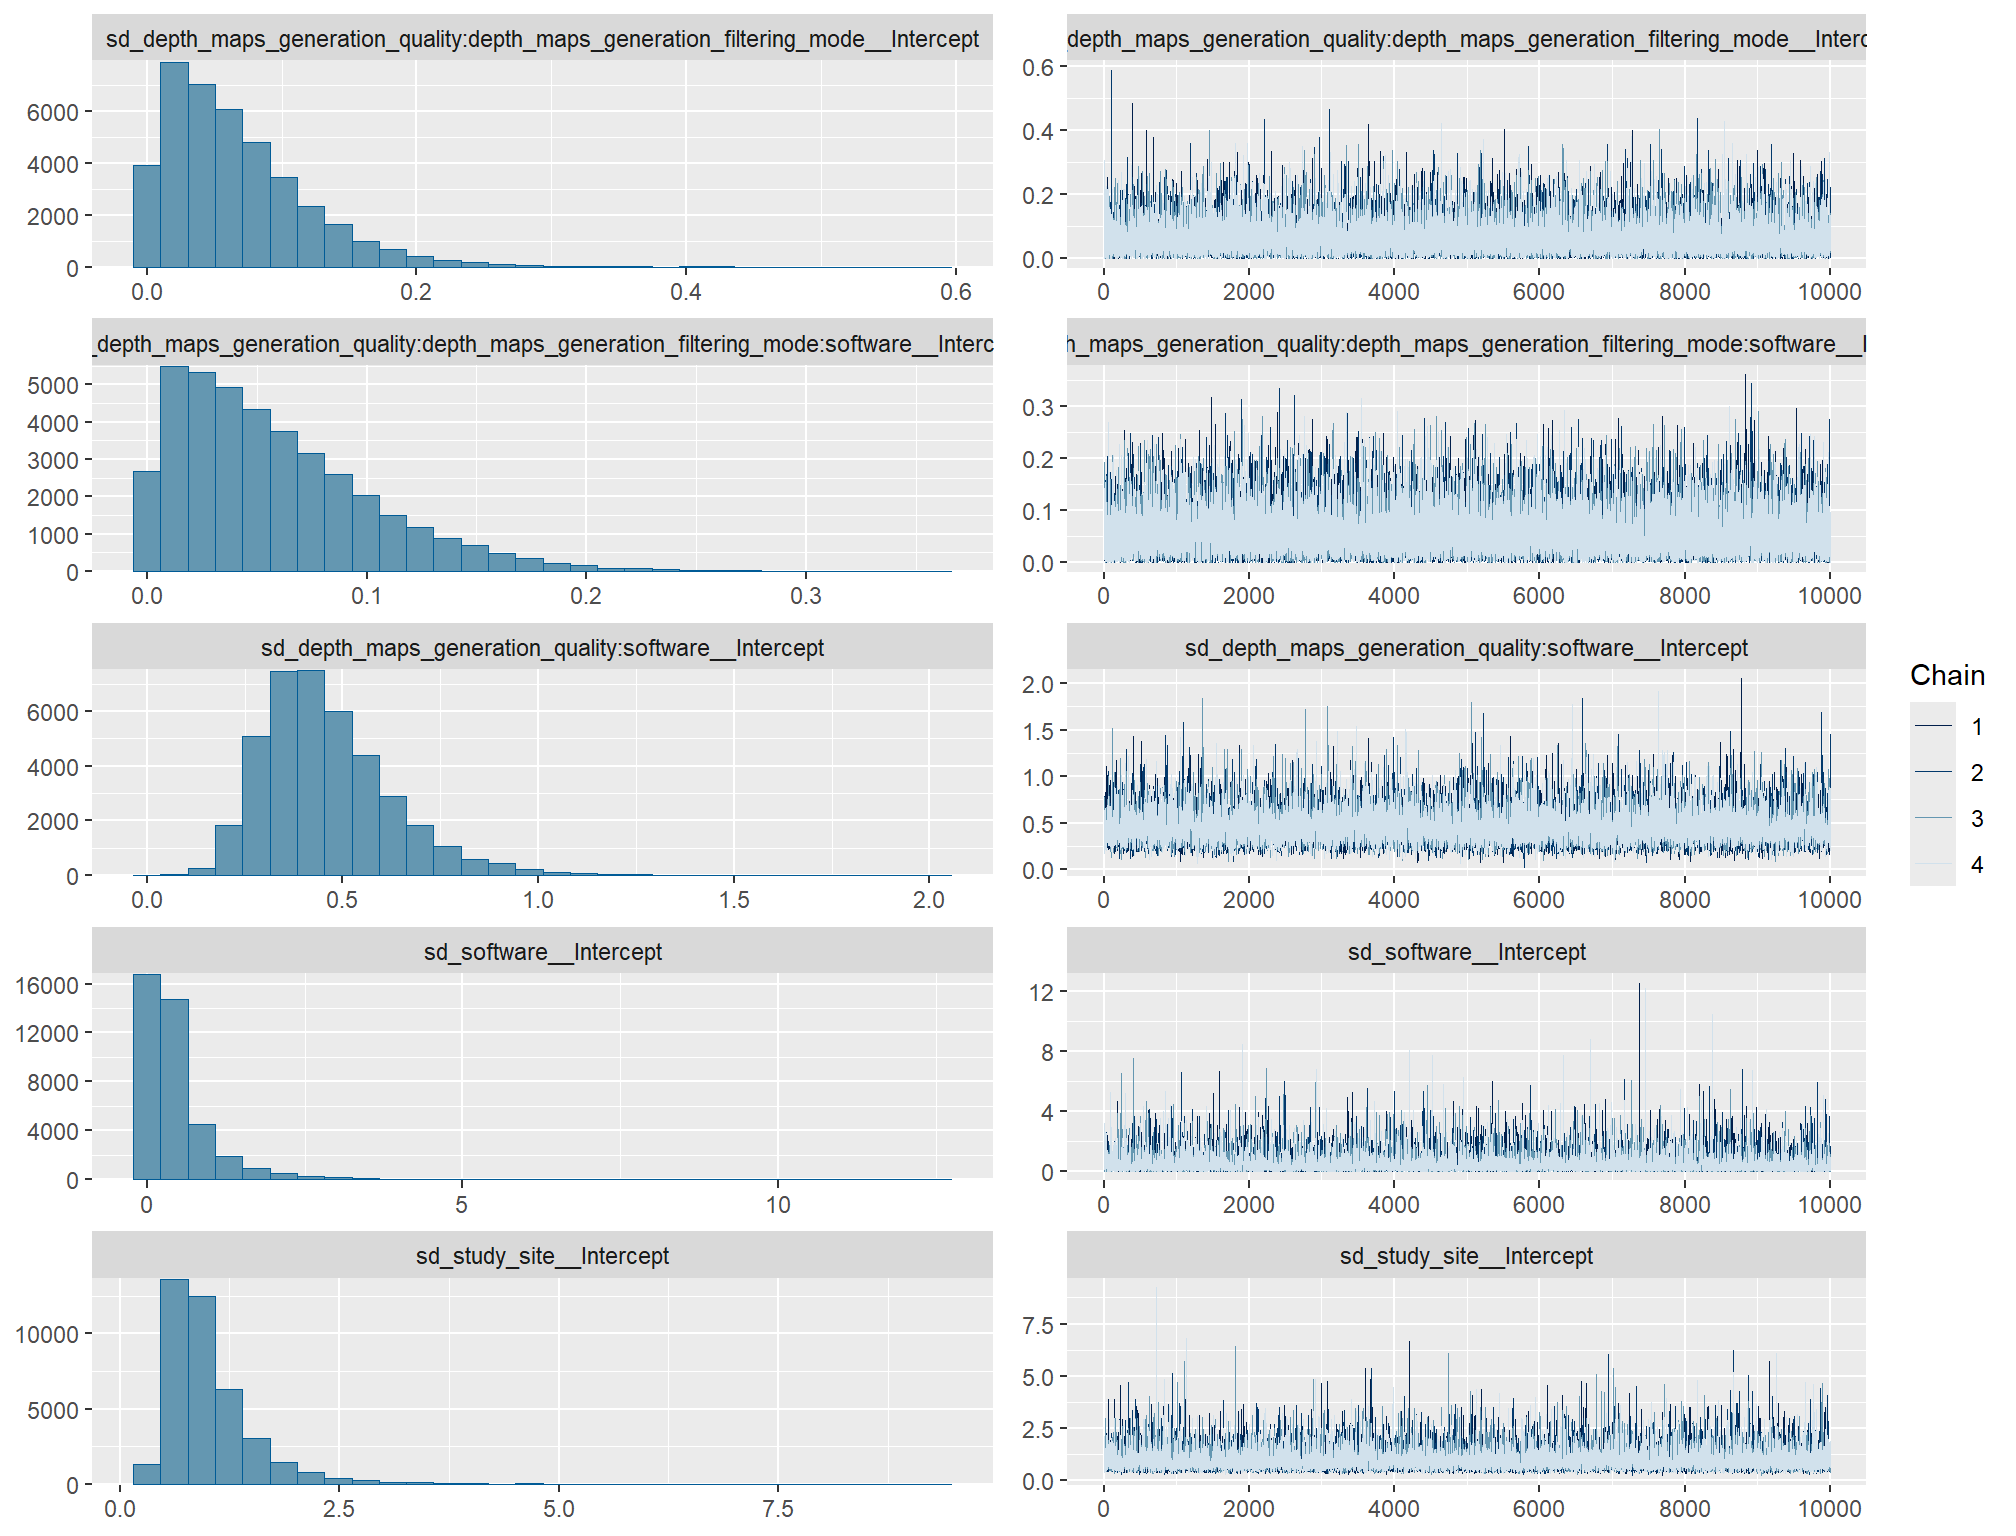 sd_depth_maps_generation_quality:depth_maps_generation_filtering_mode__Intercept
6000
4000
2000
0
0.0 0.2 0.4 0.6
depth_maps_generation_quality:depth_maps_generation_filtering_mode__Interc
0.6
0.4
0.2
0.0
0 2000 4000 6000 8000 10000
_depth_maps_generation_quality:depth_maps_generation_filtering_mode:software__Interc
5000
4000
3000
2000
1000
0
0.0 0.1 0.2 0.3
h_maps_generation_quality:depth_maps_generation_filtering_mode:software__I
0.3
0.2
0.1
0.0
0 2000 4000 6000 8000 10000
sd_depth_maps_generation_quality:software__Intercept
6000
4000
2000
0
0.0 0.5 1.0 1.5 2.0
sd_depth_maps_generation_quality:software__Intercept
2.0
1.5
1.0
0.5
0.0
0 2000 4000 6000 8000 10000
sd_software__Intercept
16000
12000
8000
4000
0
0 5 10
sd_software__Intercept
12
8
4
0
0 2000 4000 6000 8000 10000
sd_study_site__Intercept
10000
5000
0
0.0 2.5 5.0 7.5
sd_study_site__Intercept
7.5
5.0
2.5
0.0
0 2000 4000 6000 8000 10000
Chain
1
2
3
4